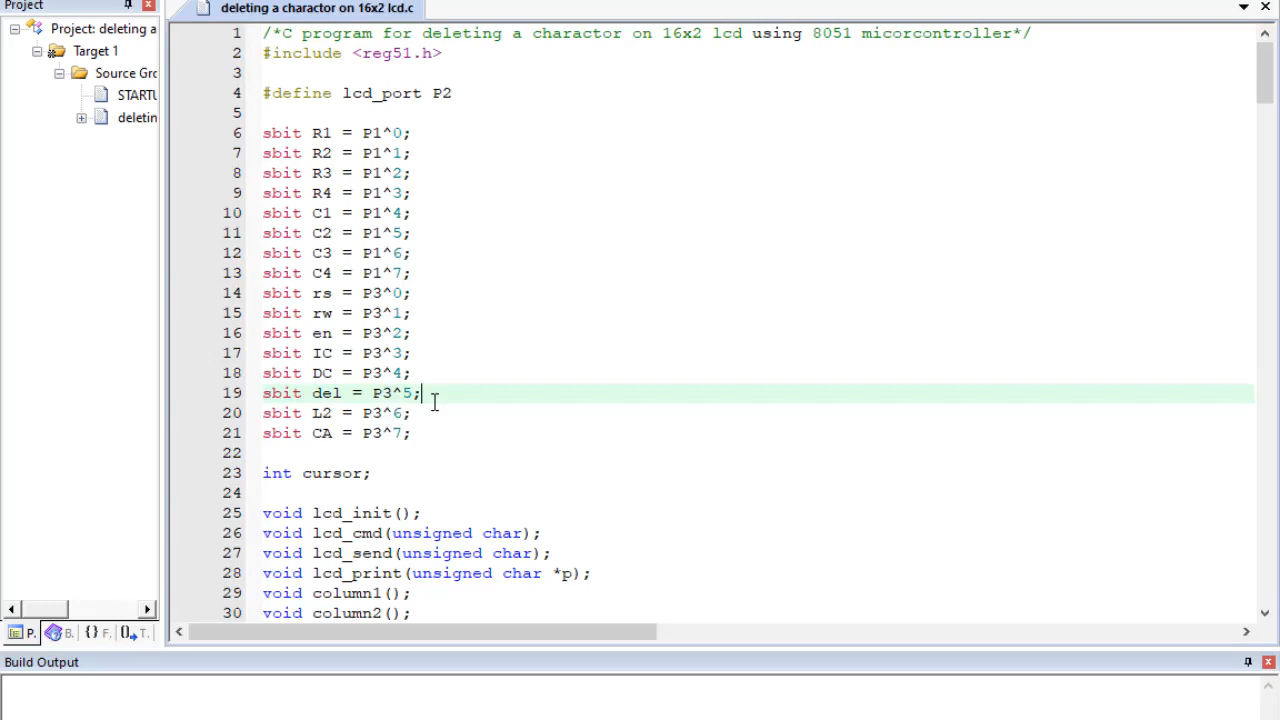 Project
deleting a charactor on 16x2 lcd.c
Project: deleting a
Target 1
Source Gro
STARTU
deletin
P.
B.
{} F.
T.
1 /*C program for deleting a charactor on 16x2 lcd using 8051 micorcontroller*/
2 #include <reg51.h>
3
4 #define lcd_port P2
5
6 sbit R1 = P1^0;
7 sbit R2 = P1^1;
8 sbit R3 = P1^2;
9 sbit R4 = P1^3;
10 sbit C1 = P1^4;
11 sbit C2 = P1^5;
12 sbit C3 = P1^6;
13 sbit C4 = P1^7;
14 sbit rs = P3^0;
15 sbit rw = P3^1;
16 sbit en = P3^2;
17 sbit IC = P3^3;
18 sbit DC = P3^4;
19 sbit del = P3^5;
20 sbit L2 = P3^6;
21 sbit CA = P3^7;
22
23 int cursor;
24
25 void lcd_init();
26 void lcd_cmd(unsigned char);
27 void lcd_send(unsigned char);
28 void lcd_print(unsigned char *p);
29 void column1();
30 void column2();
Build Output